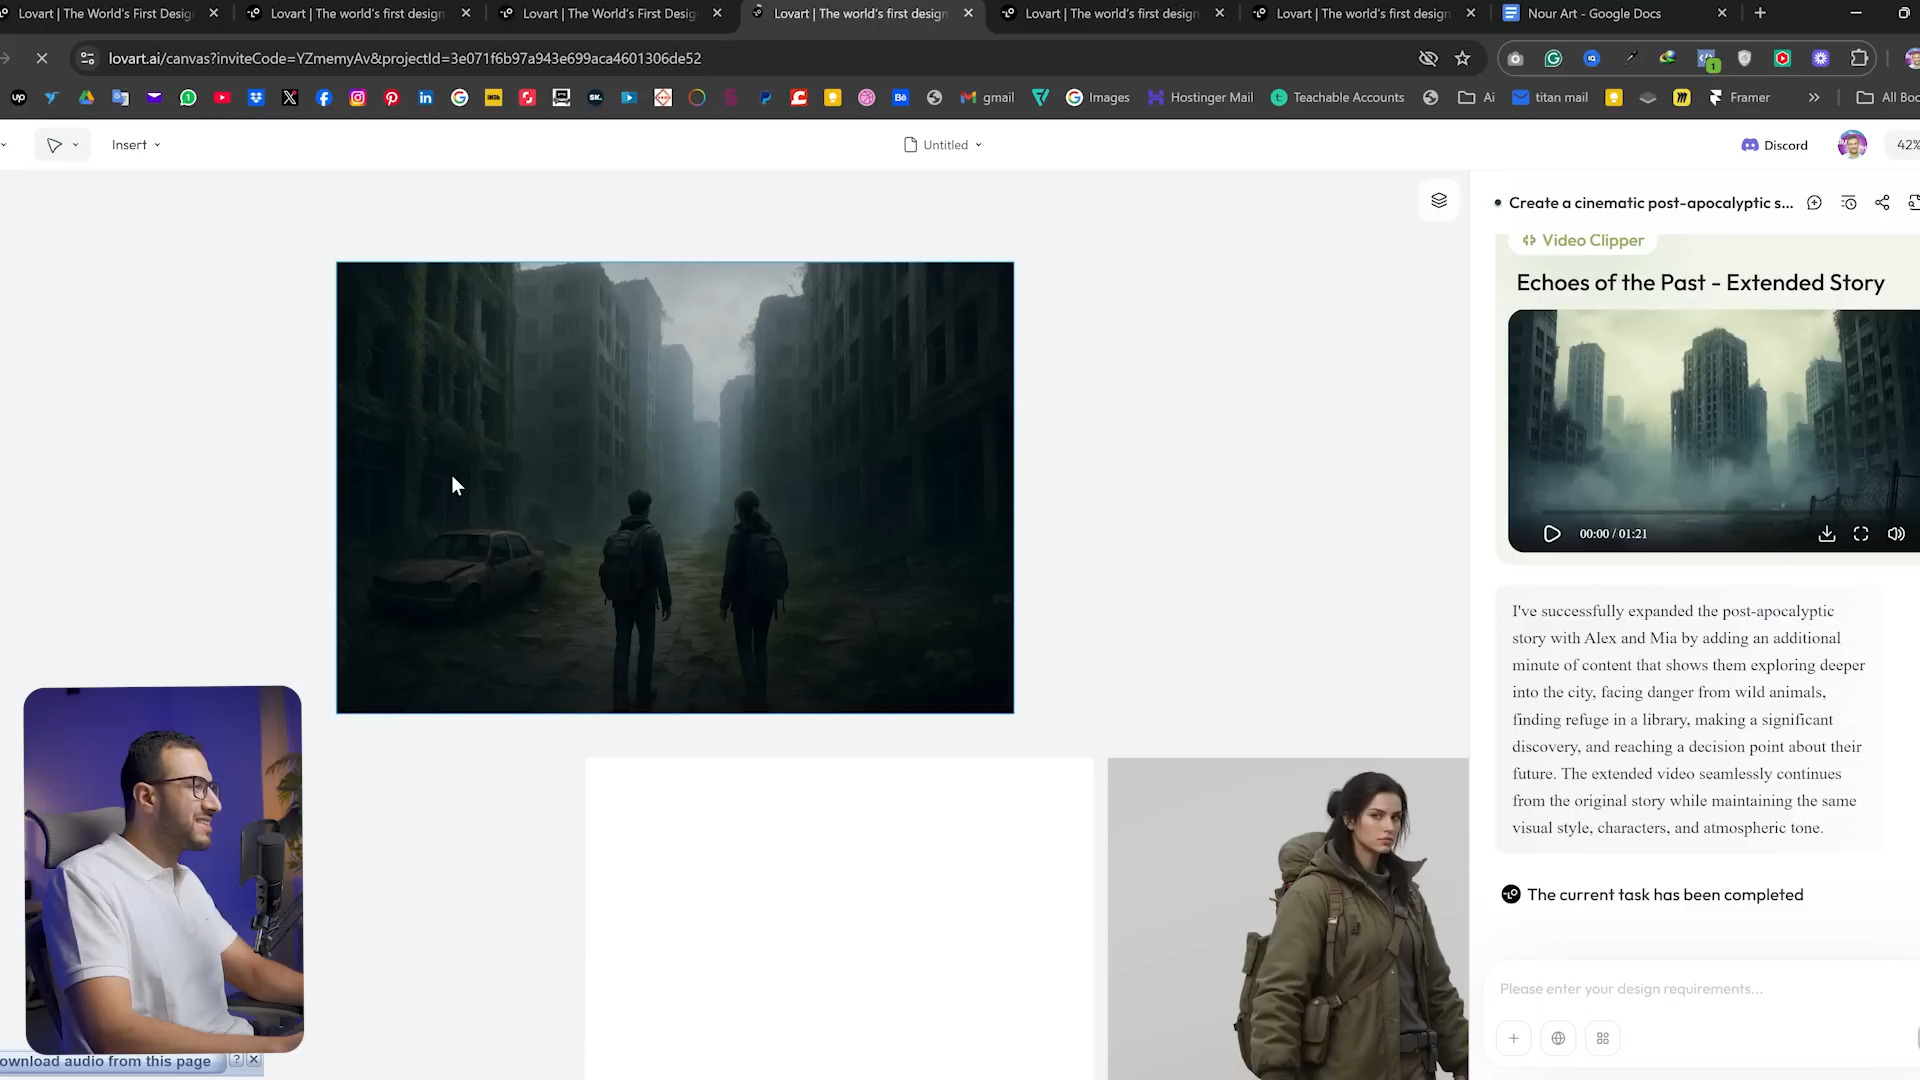 Lovart | The World's First Desig
Lovart | The world's first design
Lovart | The World's First Desig
Lovart | The world's first design
Lovart | The world's first design
Lovart | The world's first design
Nour Art - Google Docs
lovart.ai/canvas?inviteCode=YZmemyAv&projectId=3e071f6b97a943e699aca4601306de52
gmail
Images
Hostinger Mail
Teachable Accounts
Ai
titan mail
Framer
All Boo
Insert
Untitled
Discord
42%
Create a cinematic post-apocalyptic s...
Video Clipper
Echoes of the Past - Extended Story
00:00 / 01:21
I've successfully expanded the post-apocalyptic
story with Alex and Mia by adding an additional
minute of content that shows them exploring deeper
into the city, facing danger from wild animals,
finding refuge in a library, making a significant
discovery, and reaching a decision point about their
future. The extended video seamlessly continues
from the original story while maintaining the same
visual style, characters, and atmospheric tone.
The current task has been completed
Please enter your design requirements...
ownload audio from this page